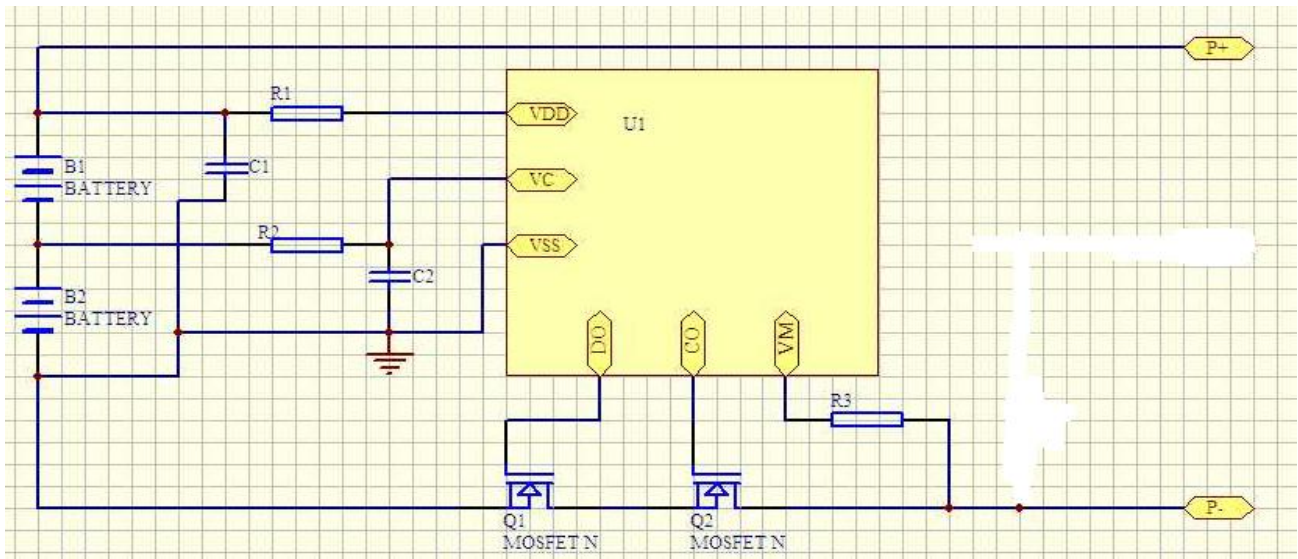 P+
R1
VDD
U1
B1
BATTERY
C1
VC
R2
VSS
C2
B2
BATTERY
DO
CO
VM
R3
Q1
MOSFET N
Q2
MOSFET N
P-